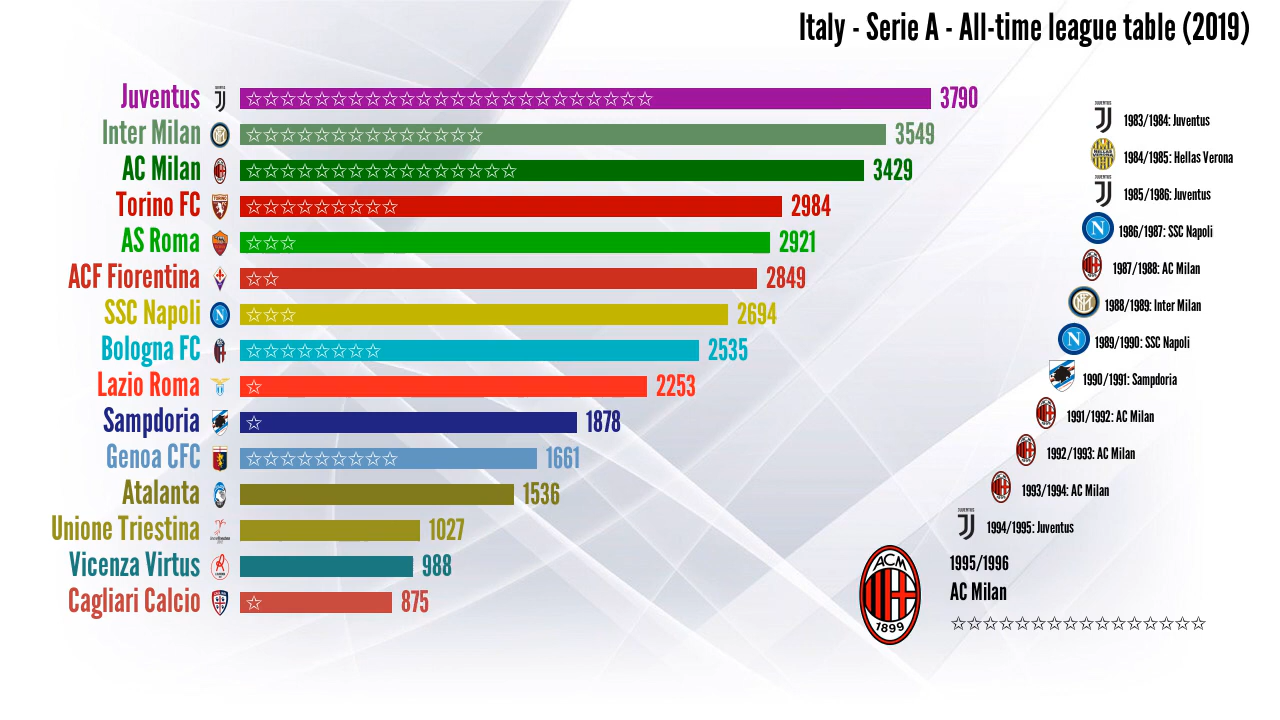 Italy - Serie A - All-time league table (2019)
Juventus ☆☆☆☆☆☆☆☆☆☆☆☆☆☆☆☆☆☆☆☆☆☆☆☆ 3790
Inter Milan ☆☆☆☆☆☆☆☆☆☆☆☆☆☆ 3549
AC Milan ☆☆☆☆☆☆☆☆☆☆☆☆☆☆☆☆ 3429
Torino FC ☆☆☆☆☆☆☆☆☆ 2984
AS Roma ☆☆☆ 2921
ACF Fiorentina ☆☆ 2849
SSC Napoli ☆☆☆ 2694
Bologna FC ☆☆☆☆☆☆☆☆ 2535
Lazio Roma ☆ 2253
Sampdoria ☆ 1878
Genoa CFC ☆☆☆☆☆☆☆☆☆ 1661
Atalanta 1536
Unione Triestina 1027
Vicenza Virtus 988
Cagliari Calcio ☆ 875
1983/1984: Juventus
1984/1985: Hellas Verona
1985/1986: Juventus
1986/1987: SSC Napoli
1987/1988: AC Milan
1988/1989: Inter Milan
1989/1990: SSC Napoli
1990/1991: Sampdoria
1991/1992: AC Milan
1992/1993: AC Milan
1993/1994: AC Milan
1994/1995: Juventus
ACM
1899
1995/1996
AC Milan
☆☆☆☆☆☆☆☆☆☆☆☆☆☆☆☆